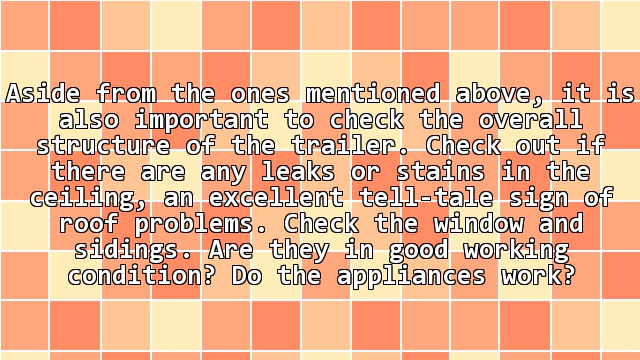 Aside from the ones mentioned above, it is
also important to check the overall
structure of the trailer. Check out if
there are any leaks or stains in the
ceiling, an excellent tell-tale sign of
roof problems. Check the window and
sidings. Are they in good working
condition? Do the appliances work?